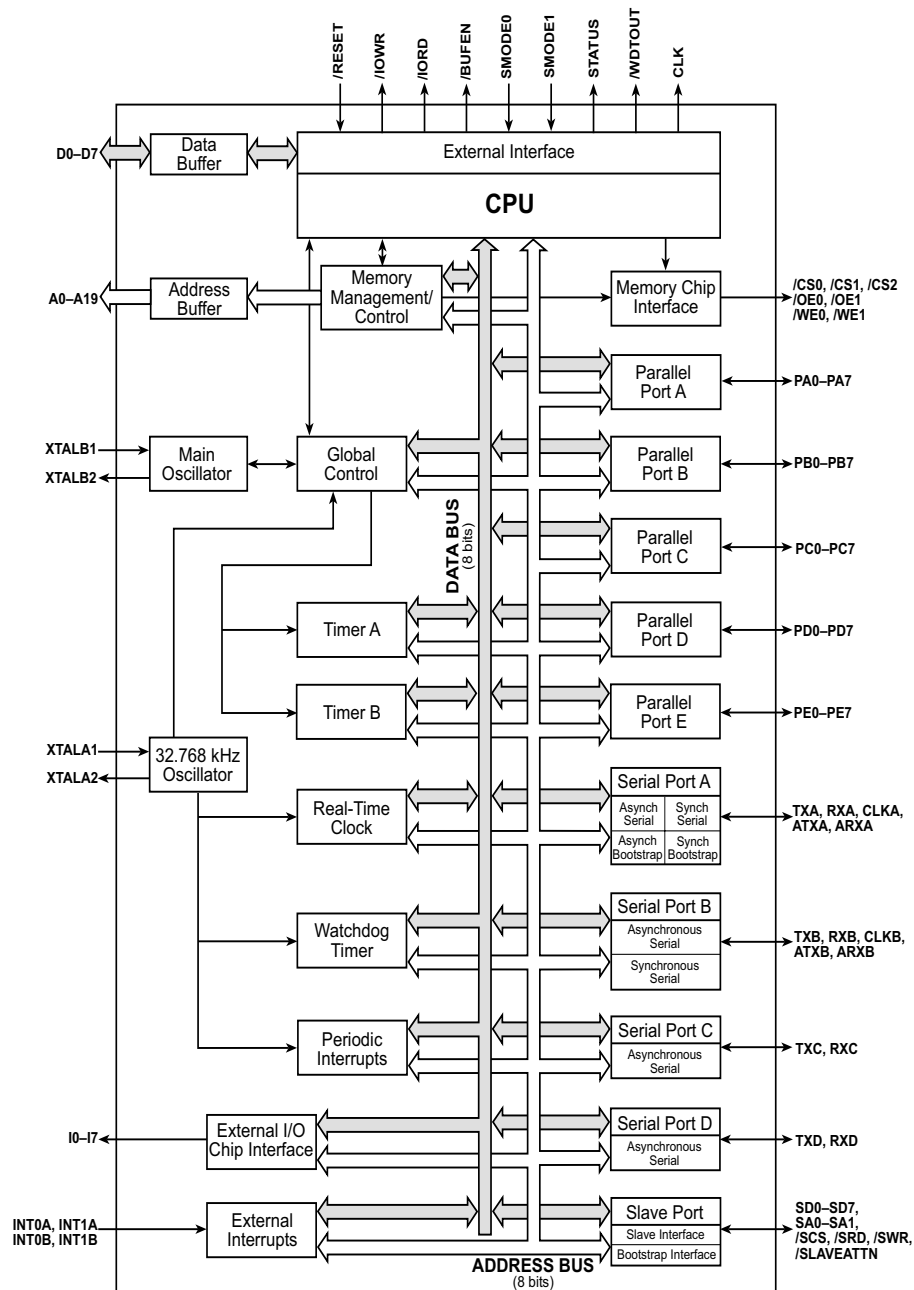 /RESET
/IOWR
/IORD
/BUFEN
SMODE0
SMODE1
STATUS
/WDTOUT
CLK
D0–D7
Data
Buffer
External Interface
CPU
A0–A19
Address
Buffer
Memory
Management/
Control
Memory Chip
Interface
/CS0, /CS1, /CS2
/OE0, /OE1
/WE0, /WE1
Parallel
Port A
PA0–PA7
XTALB1
XTALB2
Main
Oscillator
Global
Control
Parallel
Port B
PB0–PB7
DATA BUS
(8 bits)
Parallel
Port C
PC0–PC7
Timer A
Parallel
Port D
PD0–PD7
Timer B
Parallel
Port E
PE0–PE7
XTALA1
XTALA2
32.768 kHz
Oscillator
Real-Time
Clock
Serial Port A
Asynch
Serial
Synch
Serial
Asynch
Bootstrap
Synch
Bootstrap
TXA, RXA, CLKA,
ATXA, ARXA
Watchdog
Timer
Serial Port B
Asynchronous
Serial
Synchronous
Serial
TXB, RXB, CLKB,
ATXB, ARXB
Periodic
Interrupts
Serial Port C
Asynchronous
Serial
TXC, RXC
I0–I7
External I/O
Chip Interface
Serial Port D
Asynchronous
Serial
TXD, RXD
INT0A, INT1A
INT0B, INT1B
External
Interrupts
Slave Port
Slave Interface
Bootstrap Interface
SD0–SD7,
SA0–SA1,
/SCS, /SRD, /SWR,
/SLAVEATTN
ADDRESS BUS
(8 bits)